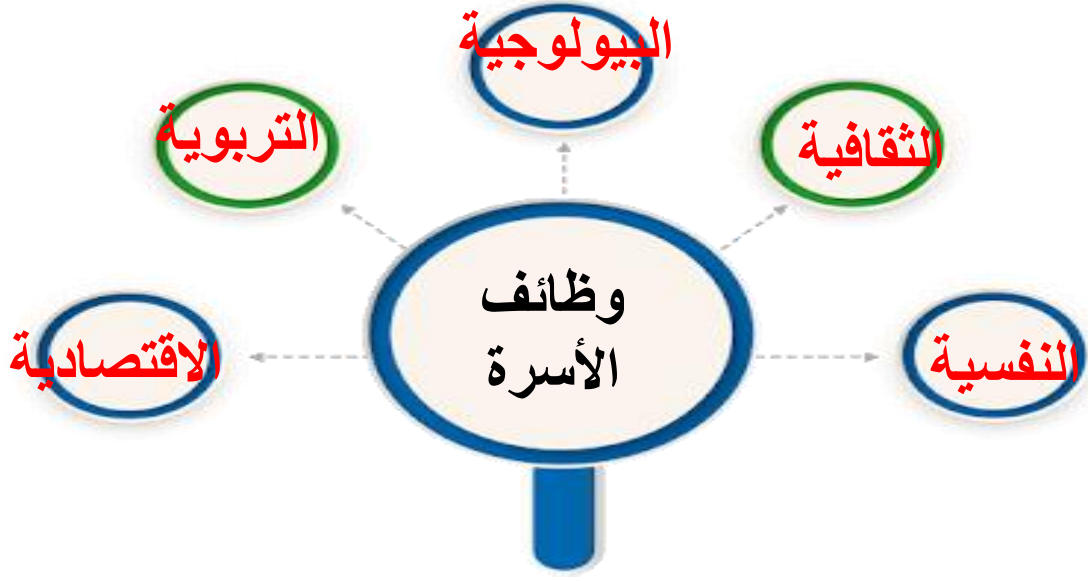 البيولوجية
الثقافية
التربوية
وظائف
الأسرة
النفسية
الاقتصادية